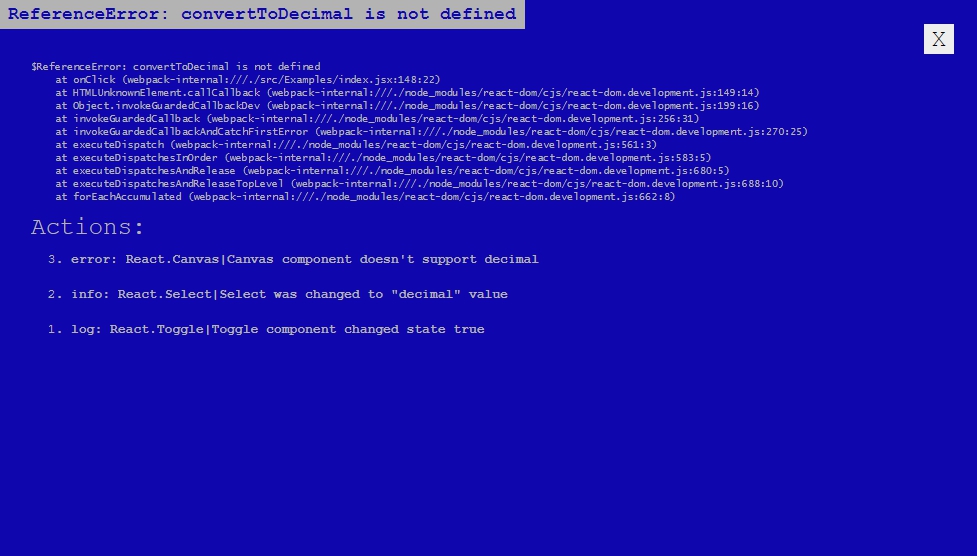 ReferenceError: convertToDecimal is not defined
X
$ReferenceError: convertToDecimal is not defined
at onClick (webpack-internal:///./src/Examples/index.jsx:148:22)
at HTMLUnknownElement.callCallback (webpack-internal:///./node_modules/react-dom/cjs/react-dom.development.js:149:14)
at Object.invokeGuardedCallbackDev (webpack-internal:///./node_modules/react-dom/cjs/react-dom.development.js:199:16)
at invokeGuardedCallback (webpack-internal:///./node_modules/react-dom/cjs/react-dom.development.js:256:31)
at invokeGuardedCallbackAndCatchFirstError (webpack-internal:///./node_modules/react-dom/cjs/react-dom.development.js:270:25)
at executeDispatch (webpack-internal:///./node_modules/react-dom/cjs/react-dom.development.js:561:3)
at executeDispatchesInOrder (webpack-internal:///./node_modules/react-dom/cjs/react-dom.development.js:583:5)
at executeDispatchesAndRelease (webpack-internal:///./node_modules/react-dom/cjs/react-dom.development.js:680:5)
at executeDispatchesAndReleaseTopLevel (webpack-internal:///./node_modules/react-dom/cjs/react-dom.development.js:688:10)
at forEachAccumulated (webpack-internal:///./node_modules/react-dom/cjs/react-dom.development.js:662:8)
Actions:
3. error: React.Canvas|Canvas component doesn't support decimal
2. info: React.Select|Select was changed to "decimal" value
1. log: React.Toggle|Toggle component changed state true